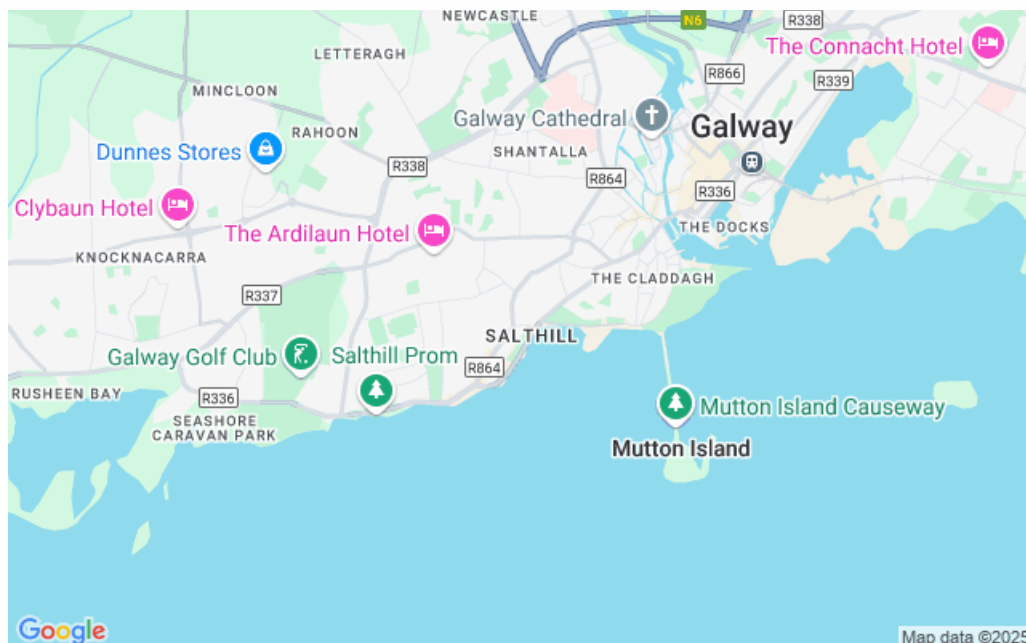 NEWCASTLE
N6
R338
LETTERAGH
The Connacht Hotel
R866
R339
MINCLOON
Galway Cathedral
Galway
RAHOON
Dunnes Stores
SHANTALLA
R338
R864
R336
Clybaun Hotel
The Ardilaun Hotel
THE DOCKS
KNOCKNACARRA
THE CLADDAGH
R337
SALTHILL
Galway Golf Club
Salthill Prom
R864
RUSHEEN BAY
R336
Mutton Island Causeway
SEASHORE
CARAVAN PARK
Mutton Island
Google
Map data ©2025